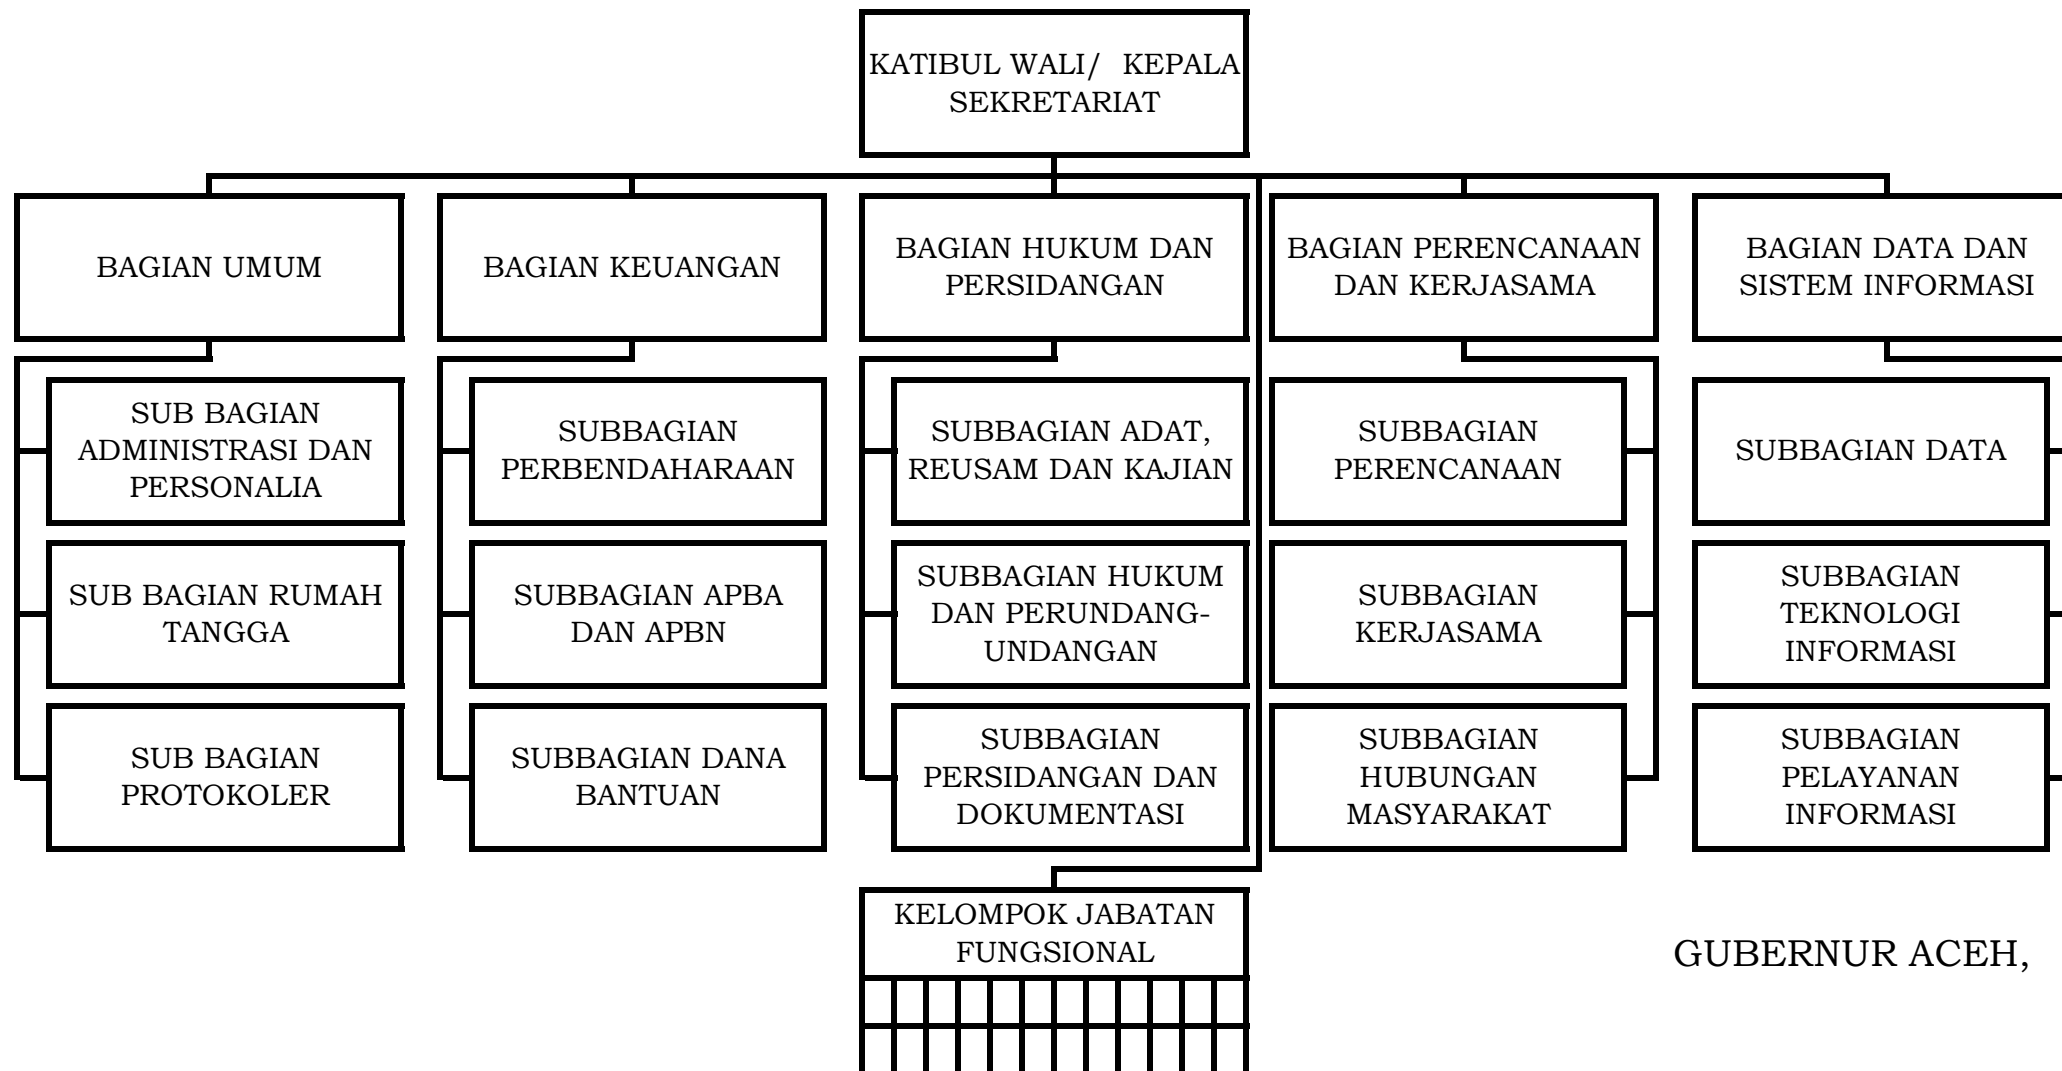 KATIBUL WALI/ KEPALA
SEKRETARIAT
BAGIAN UMUM
BAGIAN KEUANGAN
BAGIAN HUKUM DAN
PERSIDANGAN
BAGIAN PERENCANAAN
DAN KERJASAMA
BAGIAN DATA DAN
SISTEM INFORMASI
SUB BAGIAN
ADMINISTRASI DAN
PERSONALIA
SUBBAGIAN
PERBENDAHARAAN
SUBBAGIAN ADAT,
REUSAM DAN KAJIAN
SUBBAGIAN
PERENCANAAN
SUBBAGIAN DATA
SUB BAGIAN RUMAH
TANGGA
SUBBAGIAN APBA
DAN APBN
SUBBAGIAN HUKUM
DAN PERUNDANG-
UNDANGAN
SUBBAGIAN
KERJASAMA
SUBBAGIAN
TEKNOLOGI
INFORMASI
SUB BAGIAN
PROTOKOLER
SUBBAGIAN DANA
BANTUAN
SUBBAGIAN
PERSIDANGAN DAN
DOKUMENTASI
SUBBAGIAN
HUBUNGAN
MASYARAKAT
SUBBAGIAN
PELAYANAN
INFORMASI
KELOMPOK JABATAN
FUNGSIONAL
GUBERNUR ACEH,